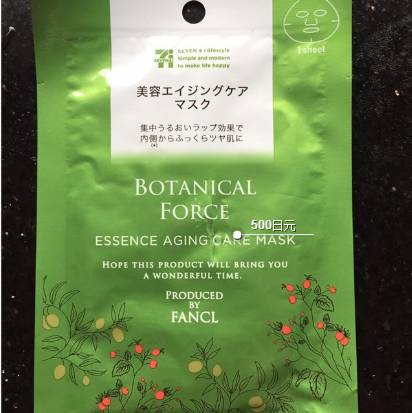 SEVEN & i lifestyle
simple and modern
to make life happy
1sheet
美容エイジングケア
マスク
集中うるおいラップ効果で
内側からふっくらツヤ肌に
(*)
BOTANICAL
FORCE
500日元
ESSENCE AGING CARE MASK
HOPE THIS PRODUCT WILL BRING YOU
A WONDERFUL TIME.
PRODUCED
BY
FANCL